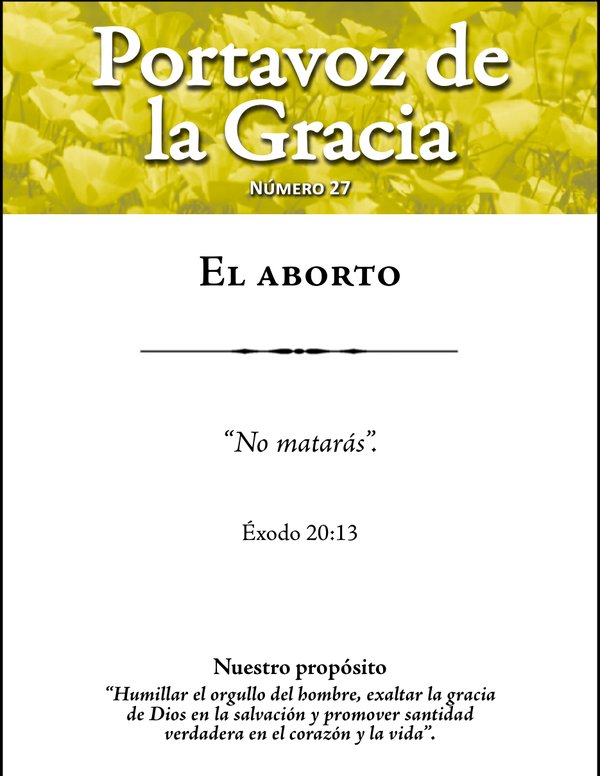 Portavoz de
la Gracia
NÚMERO 27
EL ABORTO
“No matarás”.
Éxodo 20:13
Nuestro propósito
“Humillar el orgullo del hombre, exaltar la gracia
de Dios en la salvación y promover santidad
verdadera en el corazón y la vida”.